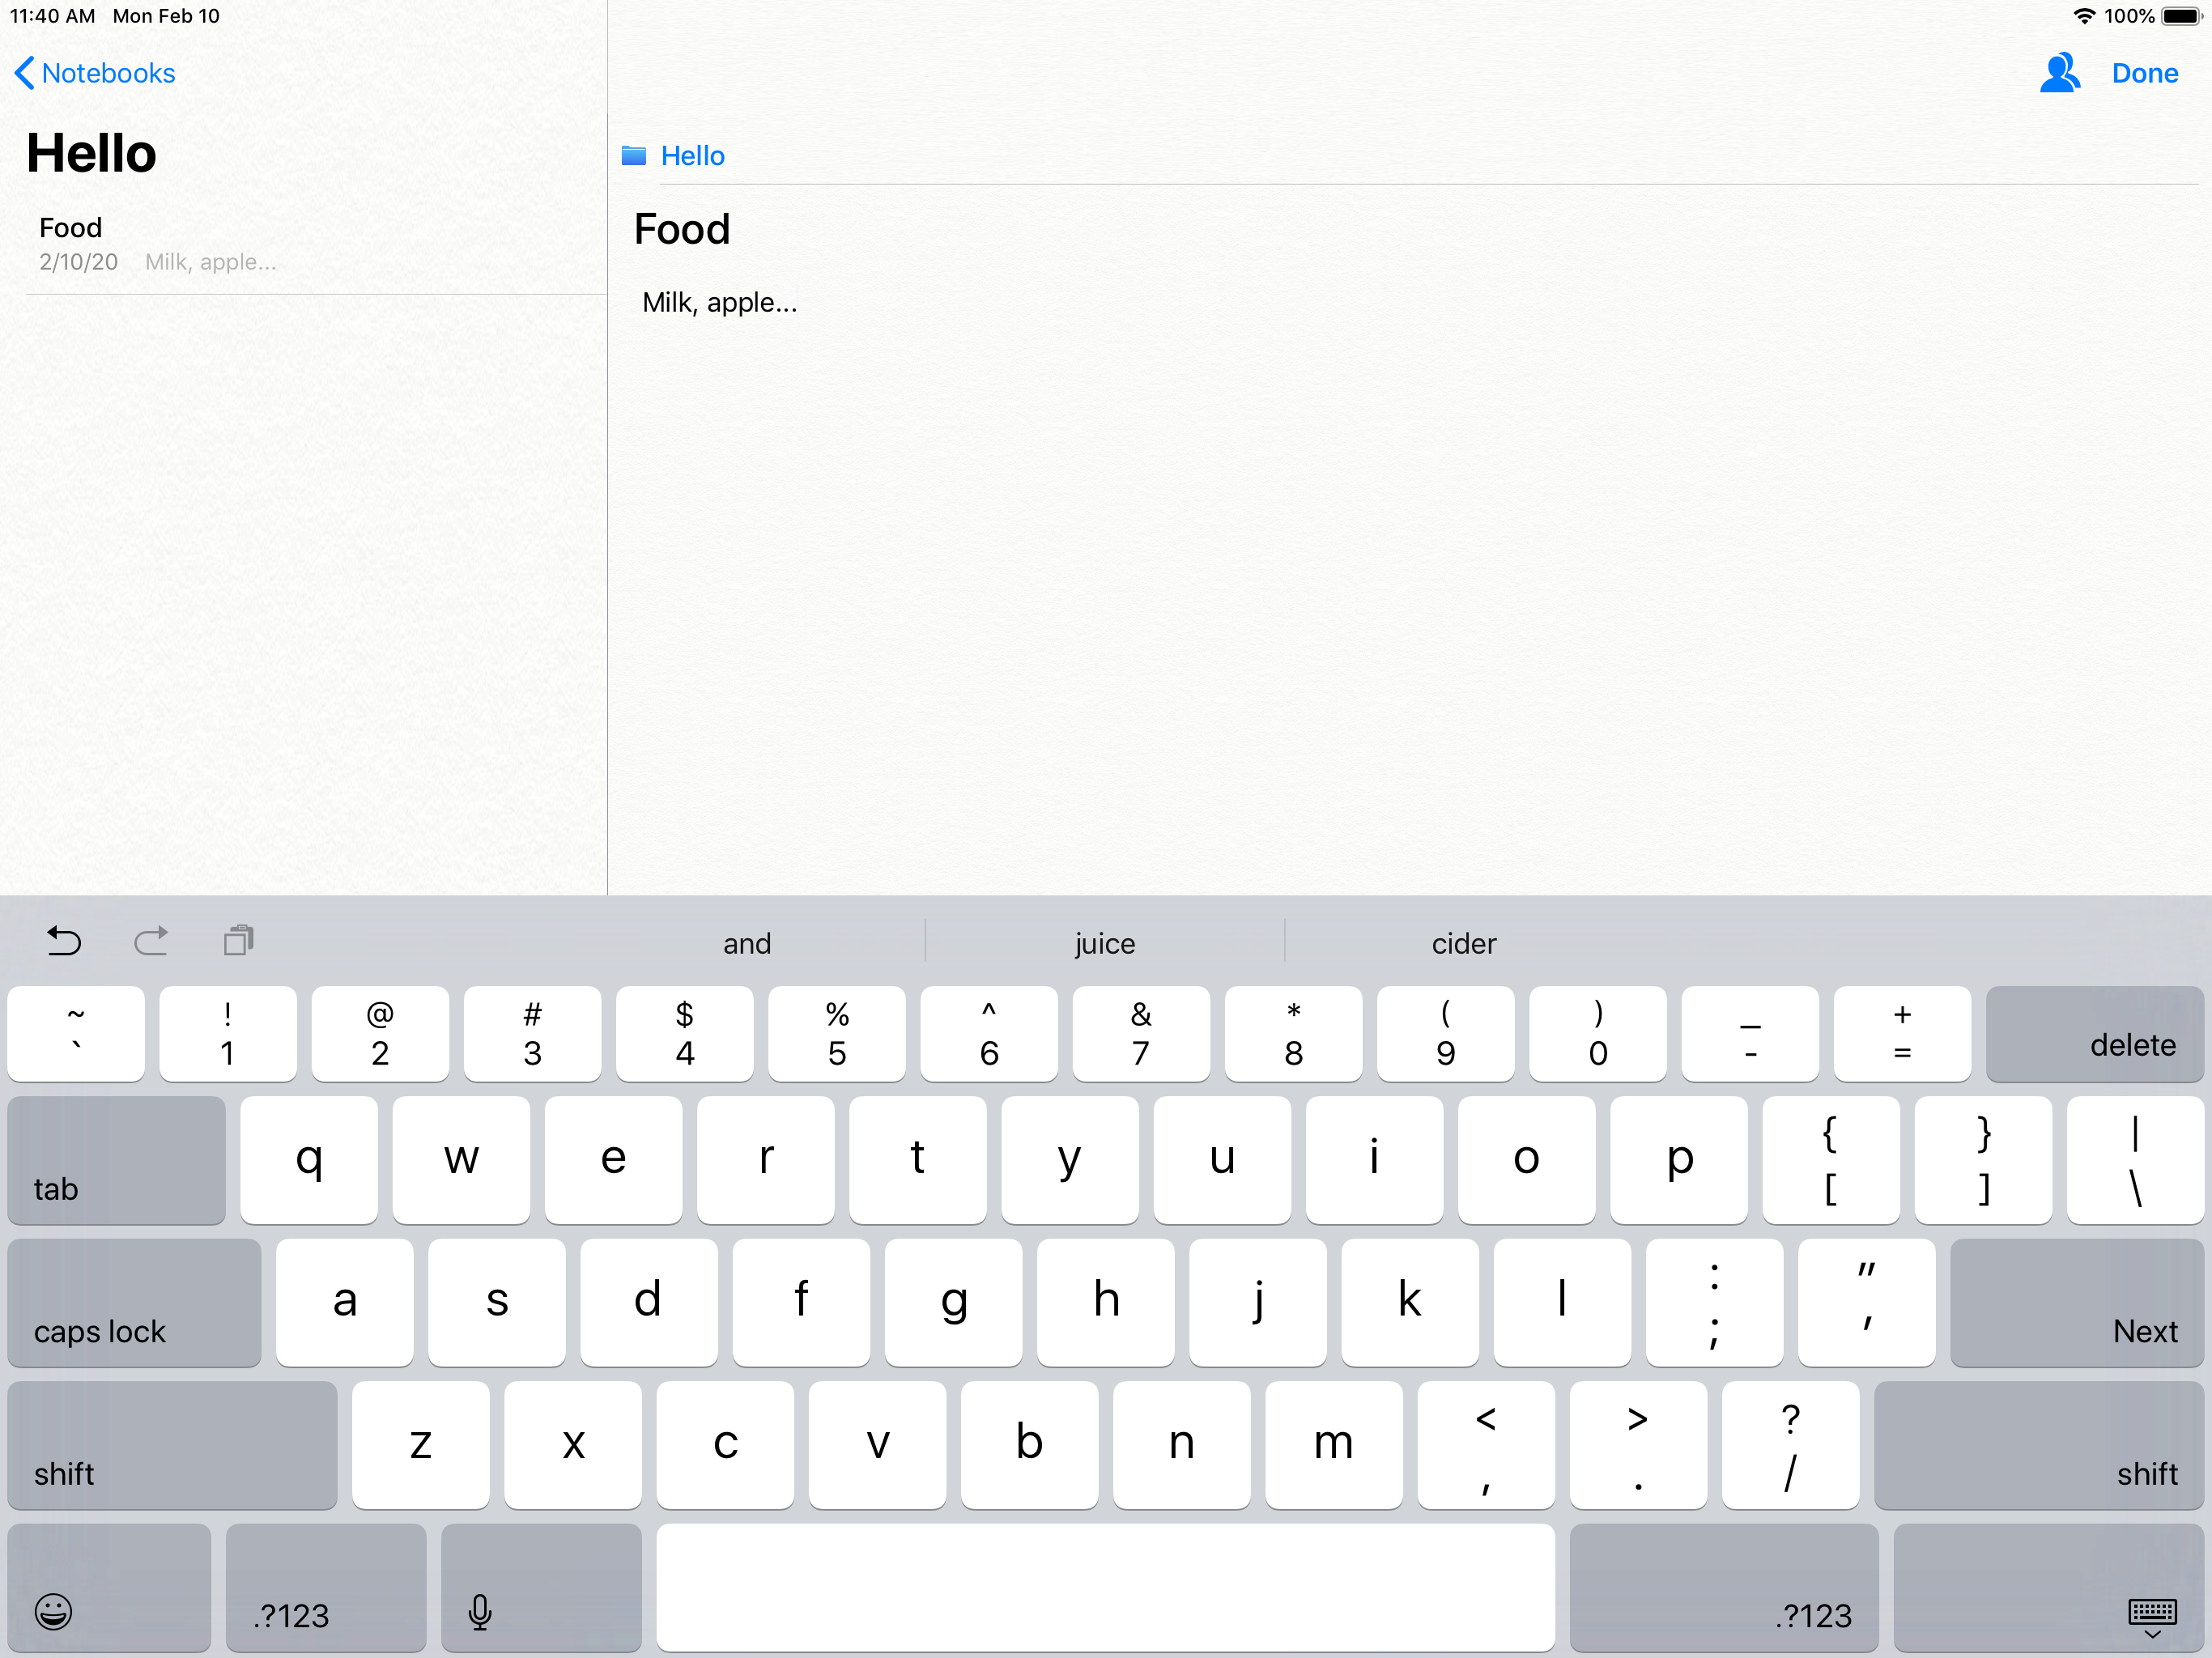 11:40 AM Mon Feb 10
100%
Notebooks
Done
Hello
Food
2/10/20 Milk, apple...
Hello
Food
Milk, apple...
and juice cider
~ ! @ # $ % ^ & * ( ) _ +
` 1 2 3 4 5 6 7 8 9 0 - = delete
tab q w e r t y u i o p { [ } ] | \
caps lock a s d f g h j k l : ; " ' Next
shift z x c v b n m < , > . ? / shift
.?123 .?123